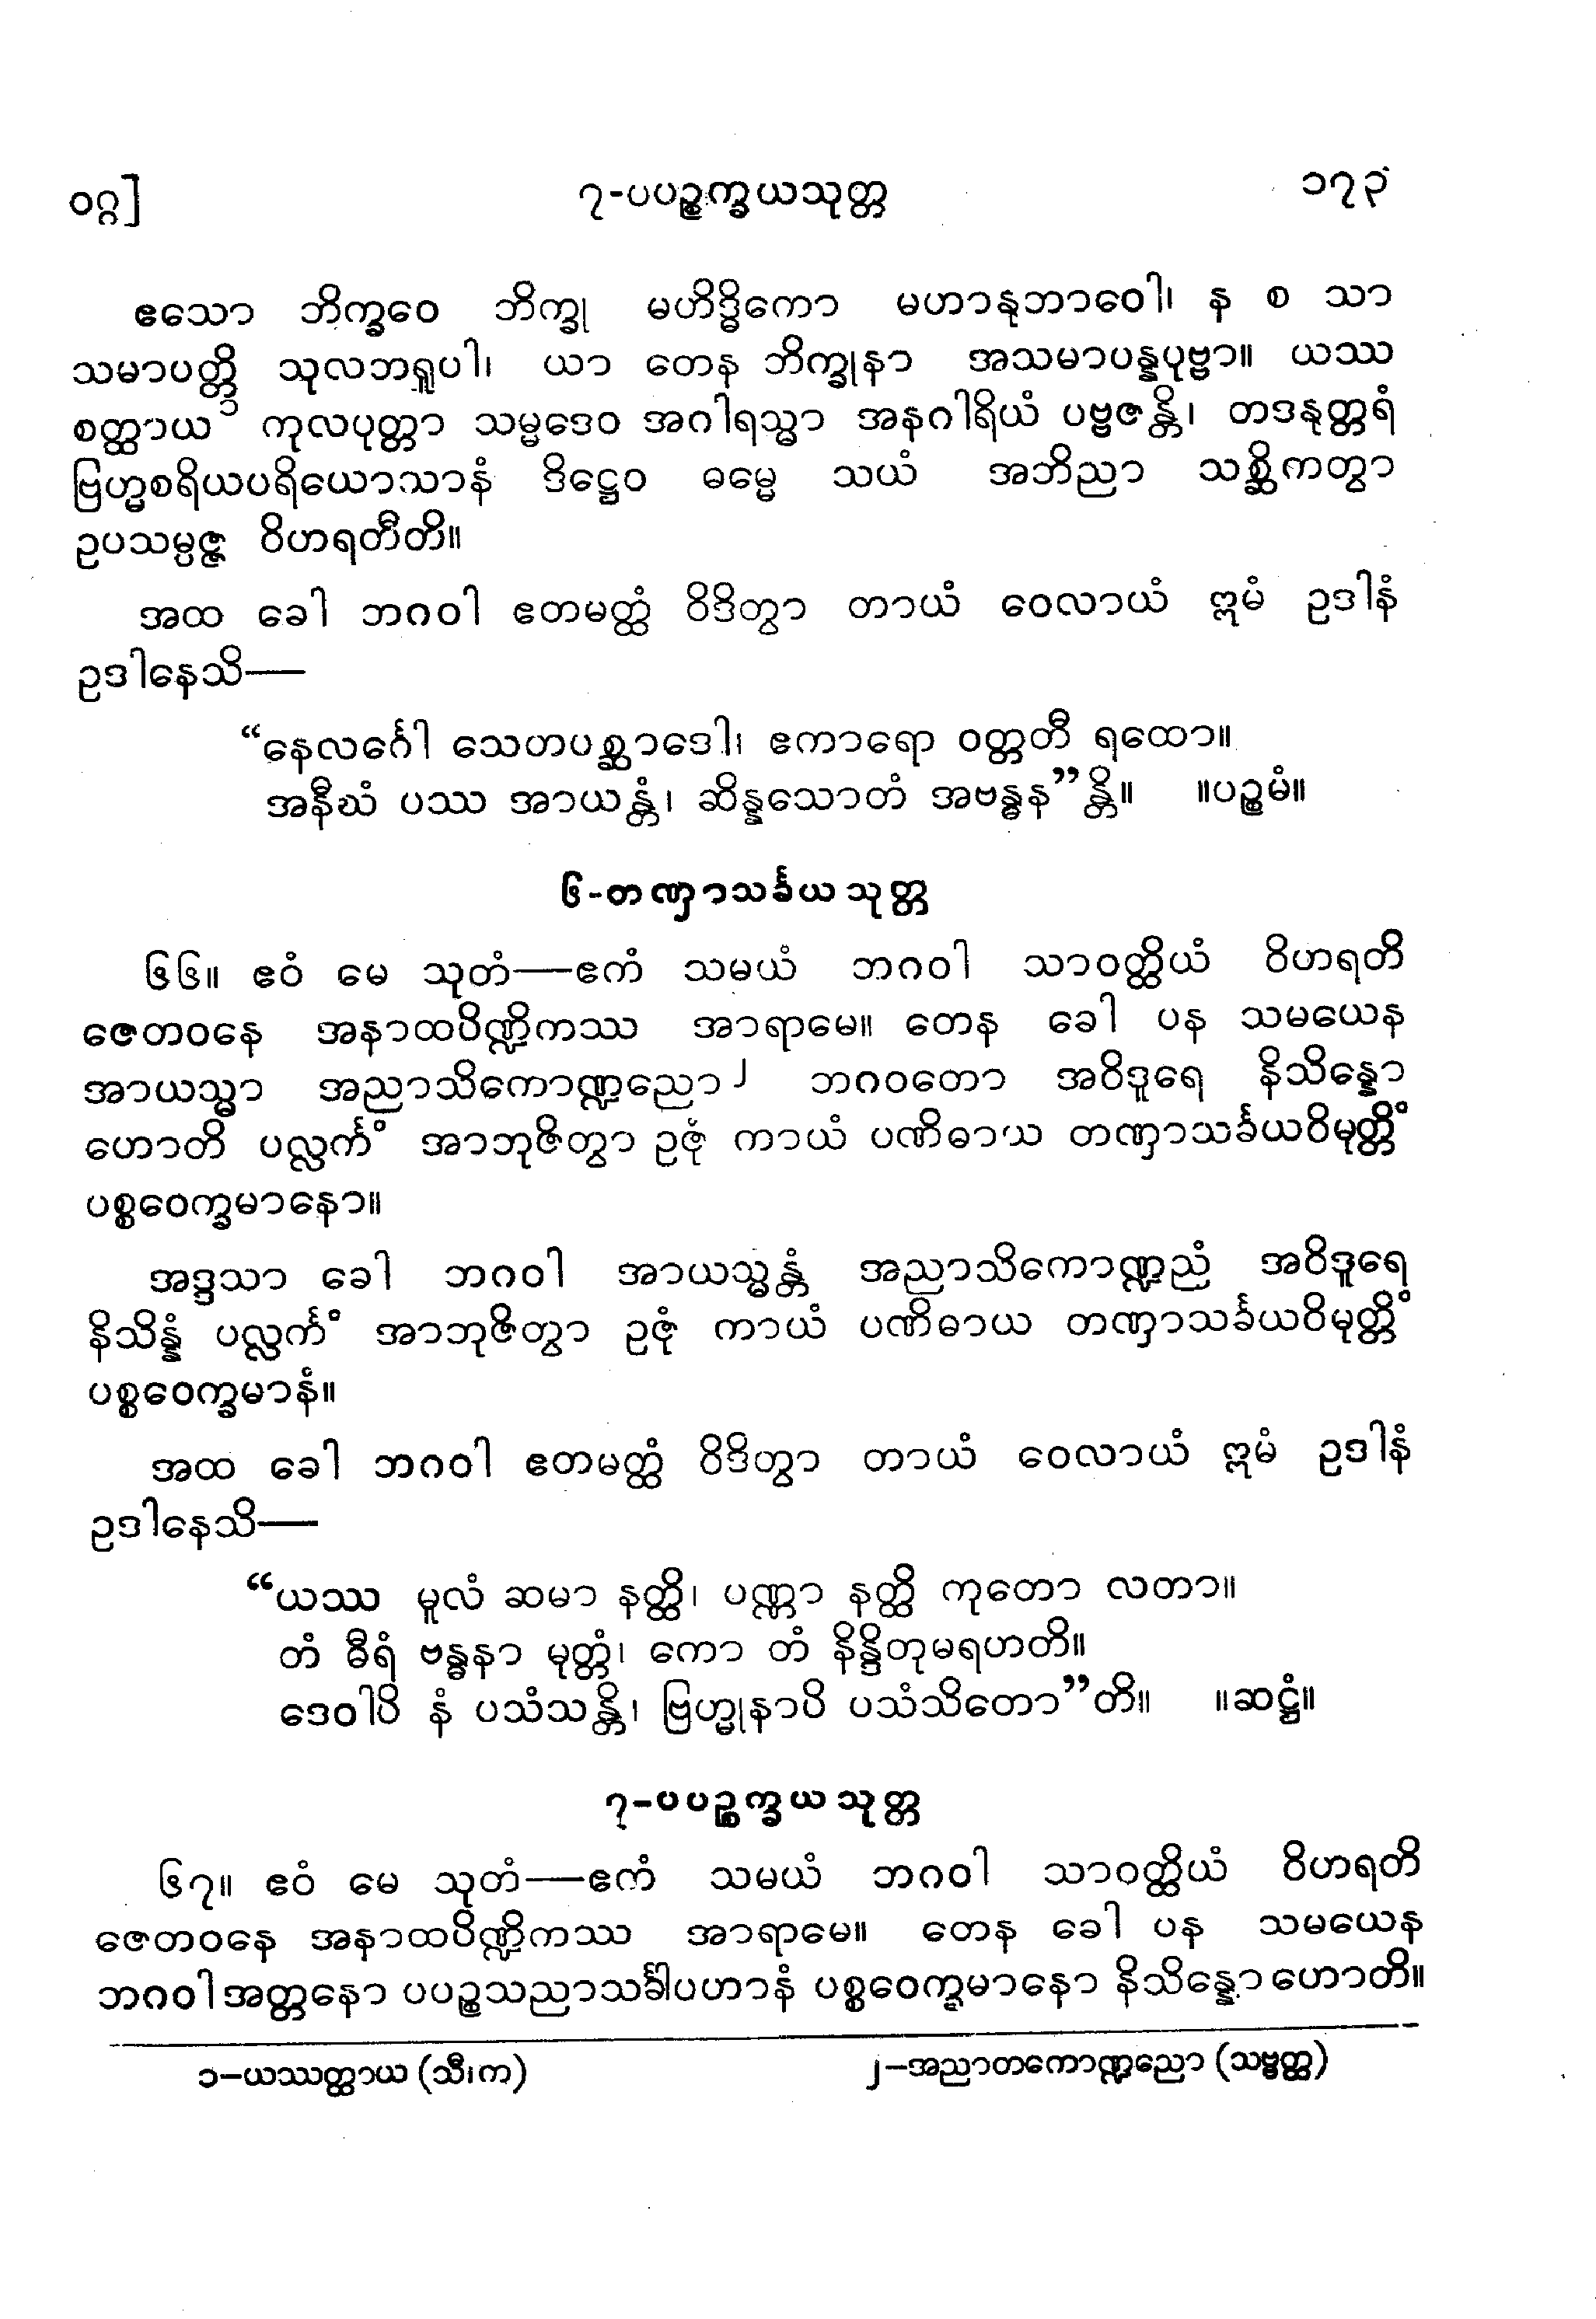 ဝဂ္ဂ]
၇-ပပဉ္စက္ခယသုတ္တ
၁၇၃
ဧသော ဘိက္ခဝေ ဘိက္ခု မဟိဒ္ဓိကော မဟာနုဘာဝေါ၊ န စ သာ
သမာပတ္တိ သုလဘရူပါ၊ ယာ တေန ဘိက္ခုနာ အသမာပန္နပုဗ္ဗာ။ ယဿ
စတ္ထာယ ၁ ကုလပုတ္တာ သမ္မဒေဝ အဂါရသ္မာ အနဂါရိယံ ပဗ္ဗဇန္တိ၊ တဒနုတ္တရံ
ဗြဟ္မစရိယပရိယောသာနံ ဒိဋ္ဌေဝ ဓမ္မေ သယံ အဘိညာ သစ္ဆိကတွာ
ဥပသမ္ပဇ္ဇ ဝိဟရတီတိ။
အထ ခေါ ဘဂဝါ ဧတမတ္ထံ ဝိဒိတွာ တာယံ ဝေလာယံ ဣမံ ဥဒါနံ
ဥဒါနေသိ—
“နေလင်္ဂေါ သေဟပစ္ဆာဒေါ၊ ဧကာရော ဝတ္တတီ ရထော။
အနီဃံ ပဿ အာယန္တံ၊ ဆိန္နသောတံ အဗန္ဓန”န္တိ။ ။ပဉ္စမံ။
၆-တဏှာသင်္ခယသုတ္တ
၆၆။ ဧဝံ မေ သုတံ—ဧကံ သမယံ ဘဂဝါ သာဝတ္ထိယံ ဝိဟရတိ
ဇေတဝနေ အနာထပိဏ္ဍိကဿ အာရာမေ။ တေန ခေါ ပန သမယေန
အာယသ္မာ အညာသိကောဏ္ဍညော၂ ဘဂဝတော အဝိဒူရေ နိသိန္နော
ဟောတိ ပလ္လင်္ကံ အာဘုဇိတွာ ဥဇုံ ကာယံ ပဏိဓာယ တဏှာသင်္ခယဝိမုတ္တိံ
ပစ္စဝေက္ခမာနော။
အဒ္ဒသာ ခေါ ဘဂဝါ အာယသ္မန္တံ အညာသိကောဏ္ဍညံ အဝိဒူရေ
နိသိန္နံ ပလ္လင်္ကံ အာဘုဇိတွာ ဥဇုံ ကာယံ ပဏိဓာယ တဏှာသင်္ခယဝိမုတ္တိံ
ပစ္စဝေက္ခမာနံ။
အထ ခေါ ဘဂဝါ ဧတမတ္ထံ ဝိဒိတွာ တာယံ ဝေလာယံ ဣမံ ဥဒါနံ
ဥဒါနေသိ—
“ယဿ မူလံ ဆမာ နတ္ထိ၊ ပဏ္ဏာ နတ္ထိ ကုတော လတာ။
တံ ဓီရံ ဗန္ဓနာ မုတ္တံ၊ ကော တံ နိန္ဒိတုမရဟတိ။
ဒေဝါပိ နံ ပသံသန္တိ၊ ဗြဟ္မုနာပိ ပသံသိတော”တိ။ ။ဆဋ္ဌံ။
၇-ပပဉ္စက္ခယသုတ္တ
၆၇။ ဧဝံ မေ သုတံ—ဧကံ သမယံ ဘဂဝါ သာဝတ္ထိယံ ဝိဟရတိ
ဇေတဝနေ အနာထပိဏ္ဍိကဿ အာရာမေ။ တေန ခေါ ပန သမယေန
ဘဂဝါ အတ္တနော ပပဉ္စသညာသင်္ခါပဟာနံ ပစ္စဝေက္ခမာနော နိသိန္နော ဟောတိ။
၁–ယဿတ္ထာယ (သီ၊က)
၂–အညာတကောဏ္ဍညော (သဗ္ဗတ္ထ)